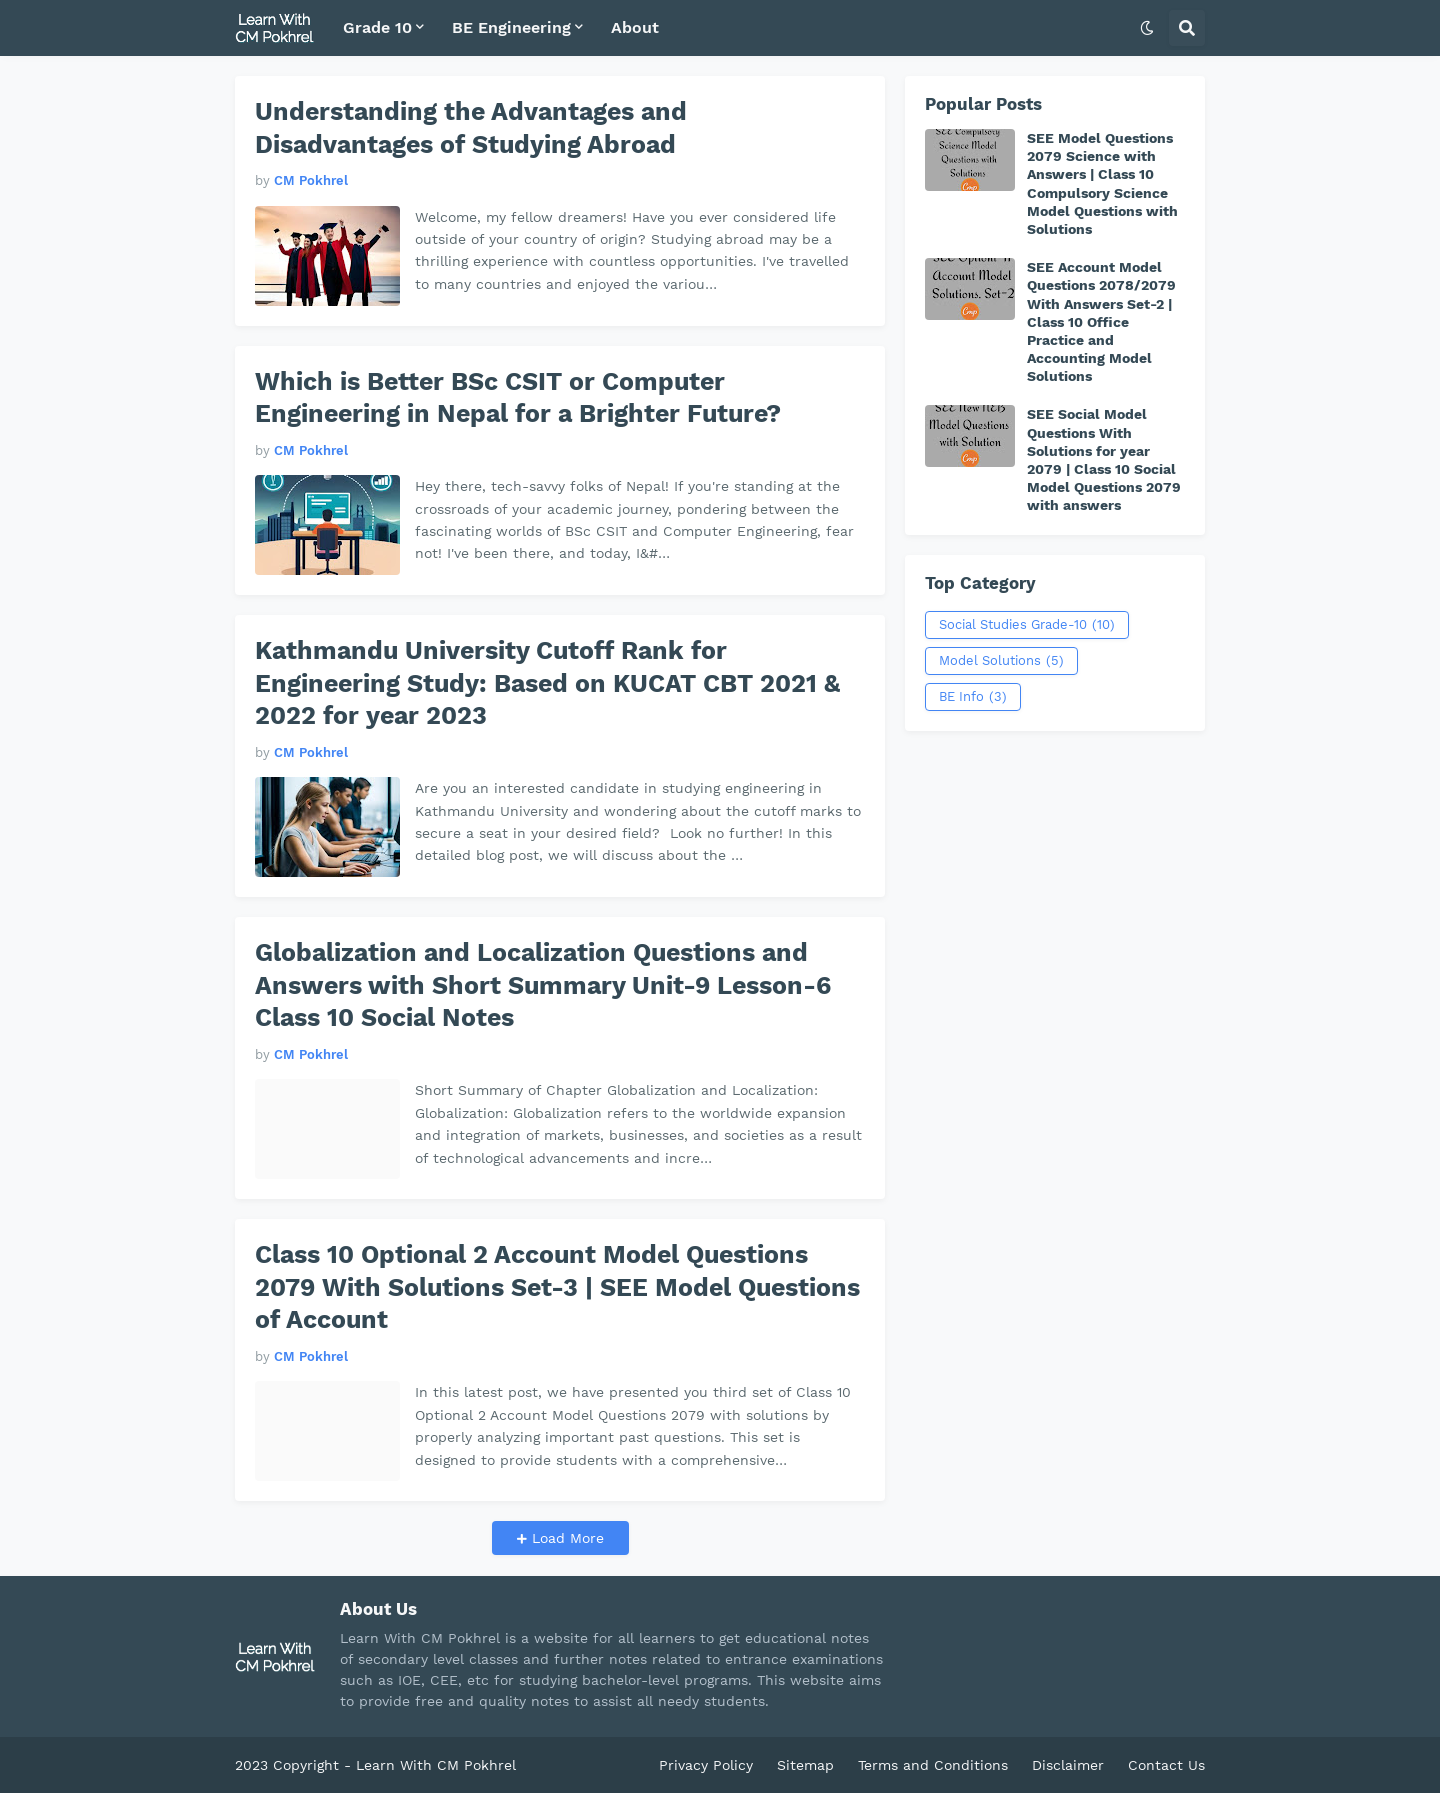 Learn With
CM Pokhrel
Grade 10
BE Engineering
About
Understanding the Advantages and
Disadvantages of Studying Abroad
by CM Pokhrel
Welcome, my fellow dreamers! Have you ever considered life
outside of your country of origin? Studying abroad may be a
thrilling experience with countless opportunities. I've travelled
to many countries and enjoyed the variou...
Which is Better BSc CSIT or Computer
Engineering in Nepal for a Brighter Future?
by CM Pokhrel
Hey there, tech-savvy folks of Nepal! If you're standing at the
crossroads of your academic journey, pondering between the
fascinating worlds of BSc CSIT and Computer Engineering, fear
not! I've been there, and today, I&#...
Kathmandu University Cutoff Rank for
Engineering Study: Based on KUCAT CBT 2021 &
2022 for year 2023
by CM Pokhrel
Are you an interested candidate in studying engineering in
Kathmandu University and wondering about the cutoff marks to
secure a seat in your desired field?  Look no further! In this
detailed blog post, we will discuss about the ...
Globalization and Localization Questions and
Answers with Short Summary Unit-9 Lesson-6
Class 10 Social Notes
by CM Pokhrel
Short Summary of Chapter Globalization and Localization:
Globalization: Globalization refers to the worldwide expansion
and integration of markets, businesses, and societies as a result
of technological advancements and incre...
Class 10 Optional 2 Account Model Questions
2079 With Solutions Set-3 | SEE Model Questions
of Account
by CM Pokhrel
In this latest post, we have presented you third set of Class 10
Optional 2 Account Model Questions 2079 with solutions by
properly analyzing important past questions. This set is
designed to provide students with a comprehensive...
+ Load More
Popular Posts
SEE Compulsory
Science Model
Questions with
Solutions
Cmp
SEE Model Questions
2079 Science with
Answers | Class 10
Compulsory Science
Model Questions with
Solutions
Account Model
Solutions. Set-2
Cmp
SEE Account Model
Questions 2078/2079
With Answers Set-2 |
Class 10 Office
Practice and
Accounting Model
Solutions
SEE New NEB
Model Questions
with Solution
Cmp
SEE Social Model
Questions With
Solutions for year
2079 | Class 10 Social
Model Questions 2079
with answers
Top Category
Social Studies Grade-10 (10)
Model Solutions (5)
BE Info (3)
Learn With
CM Pokhrel
About Us
Learn With CM Pokhrel is a website for all learners to get educational notes
of secondary level classes and further notes related to entrance examinations
such as IOE, CEE, etc for studying bachelor-level programs. This website aims
to provide free and quality notes to assist all needy students.
2023 Copyright - Learn With CM Pokhrel
Privacy Policy
Sitemap
Terms and Conditions
Disclaimer
Contact Us